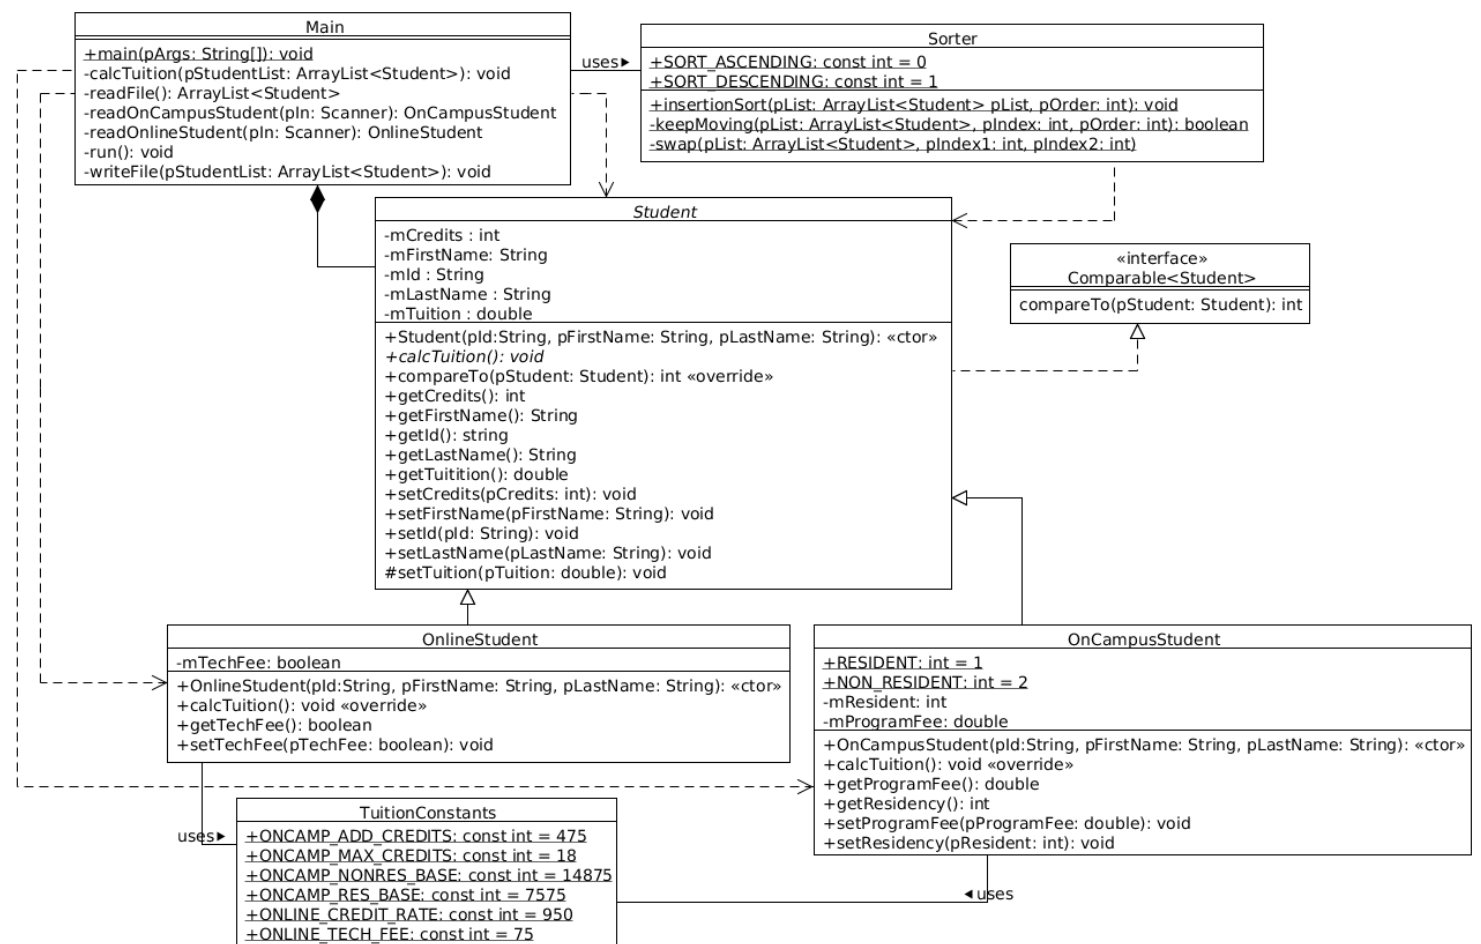 Main
+main(pArgs: String[]): void
-calcTuition(pStudentList: ArrayList<Student>): void
-readFile(): ArrayList<Student>
-readOnCampusStudent(pIn: Scanner): OnCampusStudent
-readOnlineStudent(pIn: Scanner): OnlineStudent
-run(): void
-writeFile(pStudentList: ArrayList<Student>): void
uses▶
Sorter
+SORT_ASCENDING: const int = 0
+SORT_DESCENDING: const int = 1
+insertionSort(pList: ArrayList<Student> pList, pOrder: int): void
-keepMoving(pList: ArrayList<Student>, pIndex: int, pOrder: int): boolean
-swap(pList: ArrayList<Student>, pIndex1: int, pIndex2: int)
Student
-mCredits : int
-mFirstName: String
-mId : String
-mLastName : String
-mTuition : double
+Student(pId:String, pFirstName: String, pLastName: String): «ctor»
+calcTuition(): void
+compareTo(pStudent: Student): int «override»
+getCredits(): int
+getFirstName(): String
+getId(): string
+getLastName(): String
+getTuitition(): double
+setCredits(pCredits: int): void
+setFirstName(pFirstName: String): void
+setId(pId: String): void
+setLastName(pLastName: String): void
#setTuition(pTuition: double): void
«interface»
Comparable<Student>
compareTo(pStudent: Student): int
OnlineStudent
-mTechFee: boolean
+OnlineStudent(pId:String, pFirstName: String, pLastName: String): «ctor»
+calcTuition(): void «override»
+getTechFee(): boolean
+setTechFee(pTechFee: boolean): void
OnCampusStudent
+RESIDENT: int = 1
+NON_RESIDENT: int = 2
-mResident: int
-mProgramFee: double
+OnCampusStudent(pId:String, pFirstName: String, pLastName: String): «ctor»
+calcTuition(): void «override»
+getProgramFee(): double
+getResidency(): int
+setProgramFee(pProgramFee: double): void
+setResidency(pResident: int): void
uses▶
TuitionConstants
+ONCAMP_ADD_CREDITS: const int = 475
+ONCAMP_MAX_CREDITS: const int = 18
+ONCAMP_NONRES_BASE: const int = 14875
+ONCAMP_RES_BASE: const int = 7575
+ONLINE_CREDIT_RATE: const int = 950
+ONLINE_TECH_FEE: const int = 75
◀uses